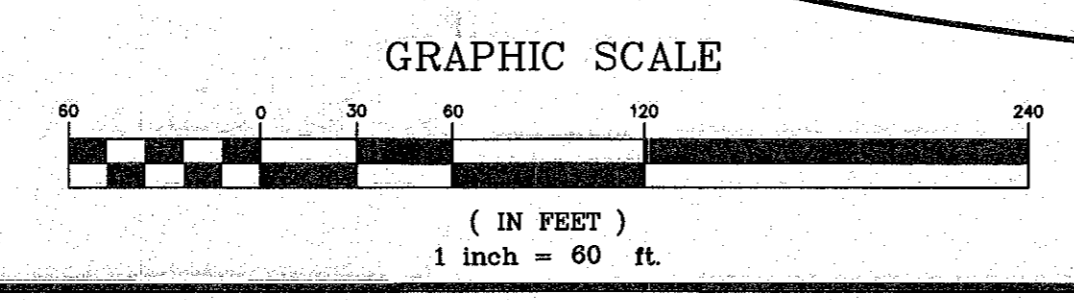 GRAPHIC SCALE
60 0 30 60 120 240
( IN FEET )
1 inch = 60 ft.